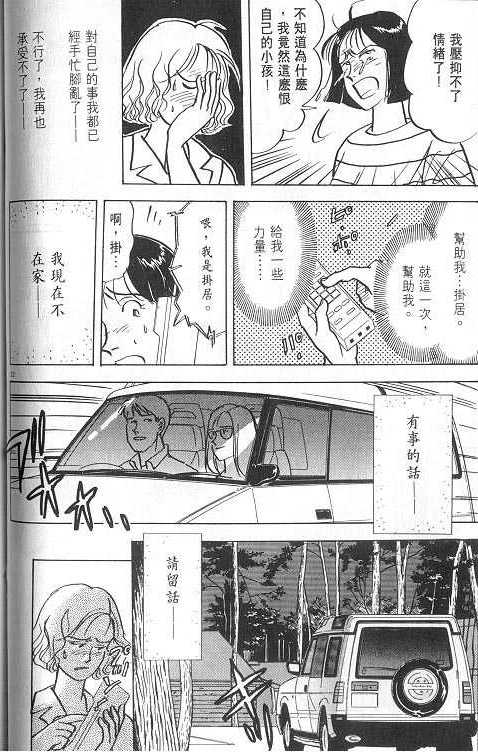 我壓抑不了
情緒了！
不知道為什麼
，我竟然這麼恨
自己的小孩！
對自己的事我都已
經手忙腳亂了——
不行了，我再也
承受不了了——
幫助我…掛居。
就這一次，
幫助我。
給我一些
力量……
喂，我是掛居。
啊，掛…
我現在不
在家——
有事的話——
請留話——